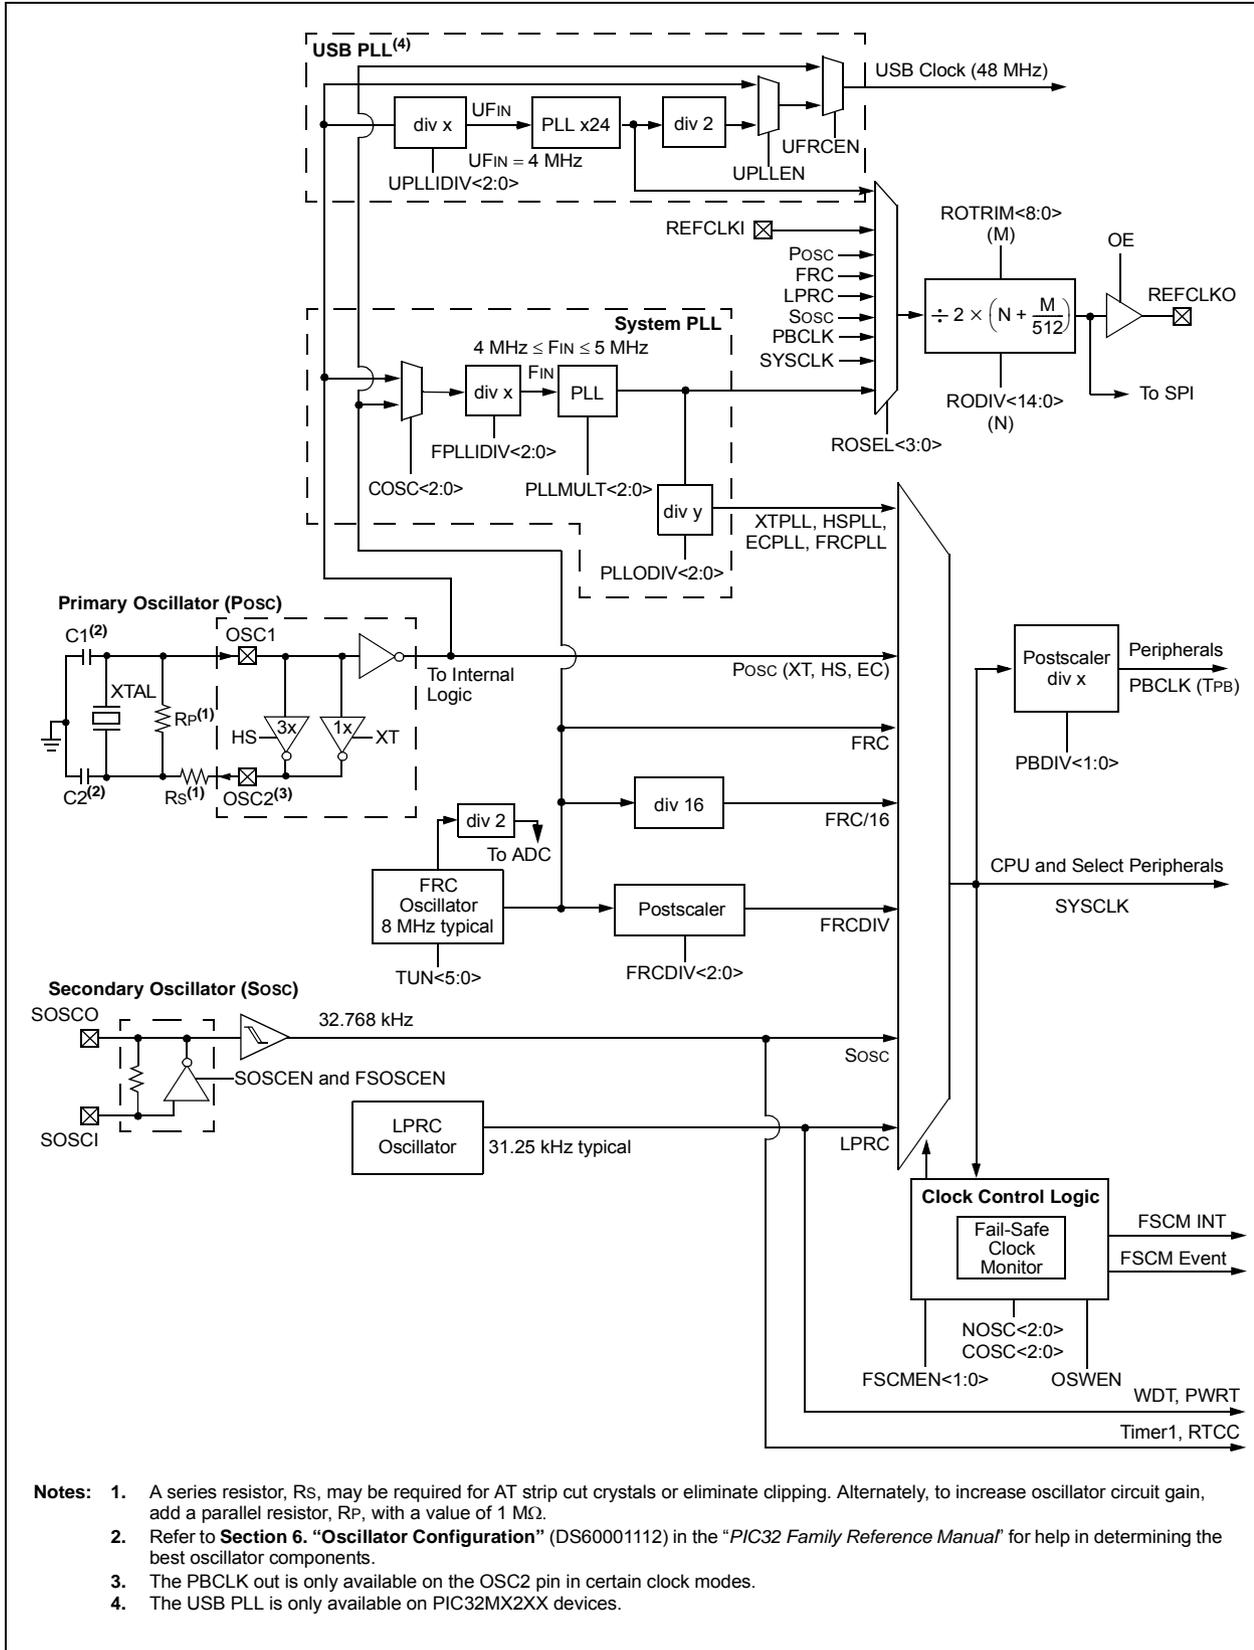 USB PLL(4)
USB Clock (48 MHz)
UFIN
div x
PLL x24
div 2
UFRCEN
UFIN = 4 MHz
UPLLEN
UPLLIDIV<2:0>
ROTRIM<8:0>
(M)
REFCLKI
OE
POSC
FRC
LPRC
SOSC
PBCLK
SYSCLK
÷ 2 × (N + M/512)
REFCLKO
System PLL
4 MHz ≤ FIN ≤ 5 MHz
FIN
div x
PLL
To SPI
RODIV<14:0>
(N)
ROSEL<3:0>
FPLLIDIV<2:0>
COSC<2:0>
PLLMULT<2:0>
div y
XTPLL, HSPLL,
ECPLL, FRCPLL
PLLODIV<2:0>
Primary Oscillator (POSC)
C1(2)
OSC1
XTAL
RP(1)
3x
1x
HS
XT
C2(2)
RS(1)
OSC2(3)
To Internal
Logic
POSC (XT, HS, EC)
Postscaler
div x
Peripherals
PBCLK (TPB)
PBDIV<1:0>
FRC
div 16
FRC/16
div 2
To ADC
CPU and Select Peripherals
SYSCLK
FRC
Oscillator
8 MHz typical
Postscaler
FRCDIV
TUN<5:0>
FRCDIV<2:0>
Secondary Oscillator (SOSC)
SOSCO
32.768 kHz
SOSC
SOSCEN and FSOSCEN
SOSCI
LPRC
Oscillator
31.25 kHz typical
LPRC
Clock Control Logic
Fail-Safe
Clock
Monitor
FSCM INT
FSCM Event
NOSC<2:0>
COSC<2:0>
FSCMEN<1:0>
OSWEN
WDT, PWRT
Timer1, RTCC
Notes: 1. A series resistor, RS, may be required for AT strip cut crystals or eliminate clipping. Alternately, to increase oscillator circuit gain,
add a parallel resistor, RP, with a value of 1 MΩ.
2. Refer to Section 6. “Oscillator Configuration” (DS60001112) in the “PIC32 Family Reference Manual” for help in determining the
best oscillator components.
3. The PBCLK out is only available on the OSC2 pin in certain clock modes.
4. The USB PLL is only available on PIC32MX2XX devices.